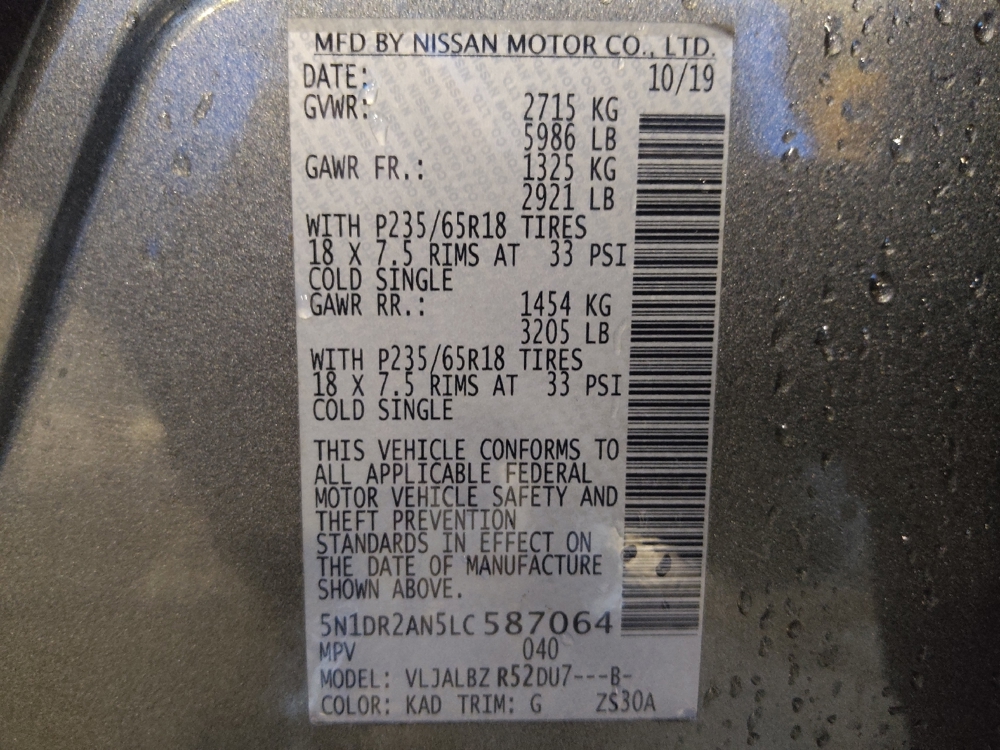 MFD BY NISSAN MOTOR CO., LTD.
DATE: 10/19
GVWR: 2715 KG
5986 LB
GAWR FR.: 1325 KG
2921 LB
WITH P235/65R18 TIRES
18 X 7.5 RIMS AT 33 PSI
COLD SINGLE
GAWR RR.: 1454 KG
3205 LB
WITH P235/65R18 TIRES
18 X 7.5 RIMS AT 33 PSI
COLD SINGLE
THIS VEHICLE CONFORMS TO
ALL APPLICABLE FEDERAL
MOTOR VEHICLE SAFETY AND
THEFT PREVENTION
STANDARDS IN EFFECT ON
THE DATE OF MANUFACTURE
SHOWN ABOVE.
5N1DR2AN5LC 587064
MPV 040
MODEL: VLJALBZ R52DU7---B-
COLOR: KAD TRIM: G ZS30A